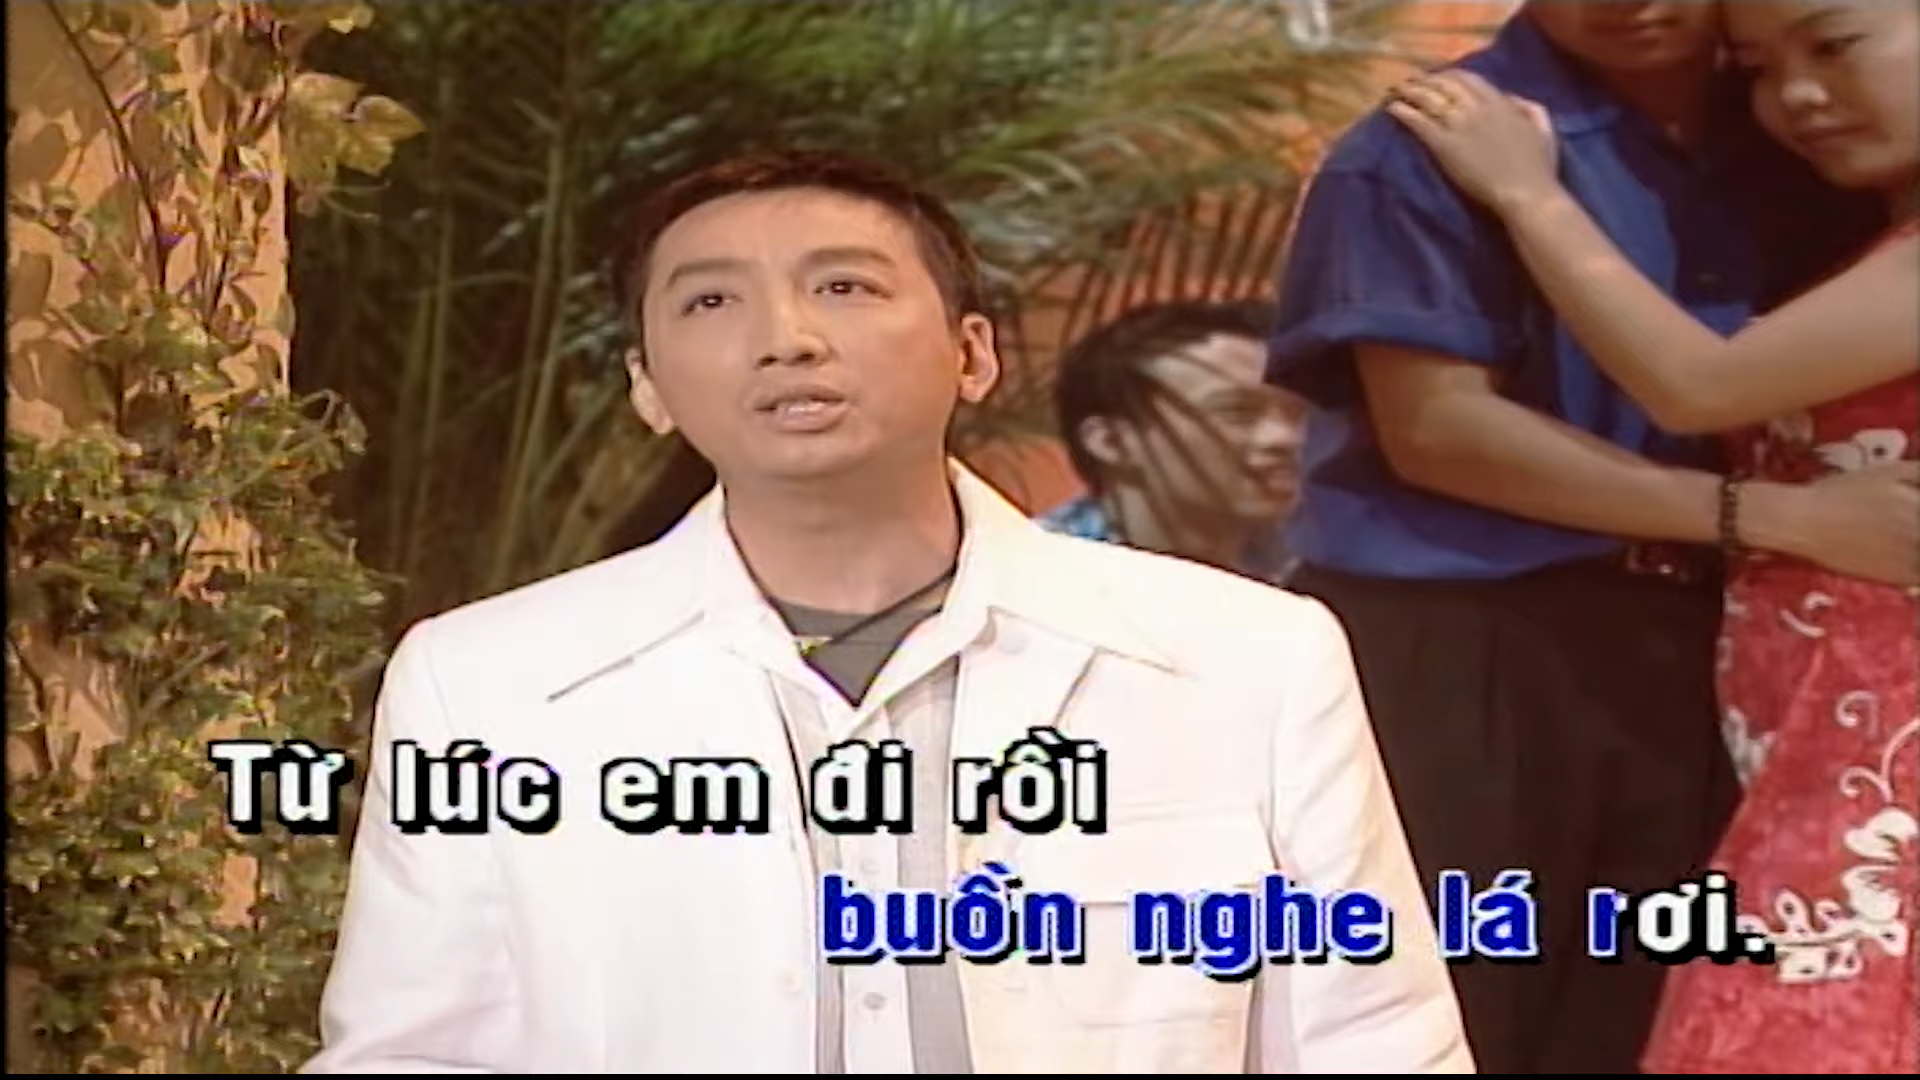 Từ lúc em đi rồi
buồn nghe lá rơi.